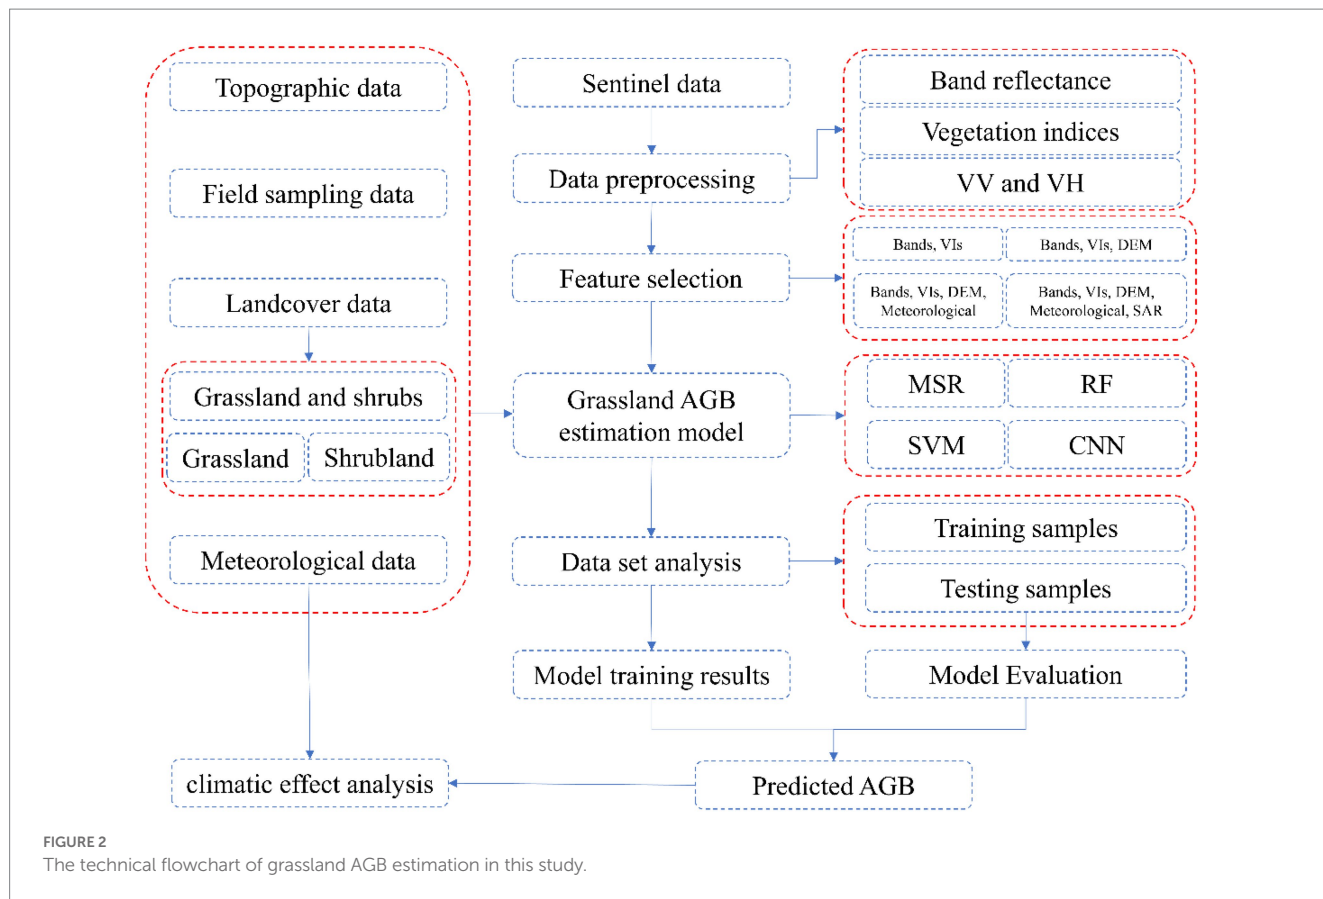 Topographic data
Field sampling data
Landcover data
Grassland and shrubs
Grassland
Shrubland
Meteorological data
climatic effect analysis
Sentinel data
Data preprocessing
Feature selection
Grassland AGB
estimation model
Data set analysis
Model training results
Predicted AGB
Band reflectance
Vegetation indices
VV and VH
Bands, VIs
Bands, VIs, DEM
Bands, VIs, DEM,
Meteorological
Bands, VIs, DEM,
Meteorological, SAR
MSR
RF
SVM
CNN
Training samples
Testing samples
Model Evaluation
FIGURE 2
The technical flowchart of grassland AGB estimation in this study.